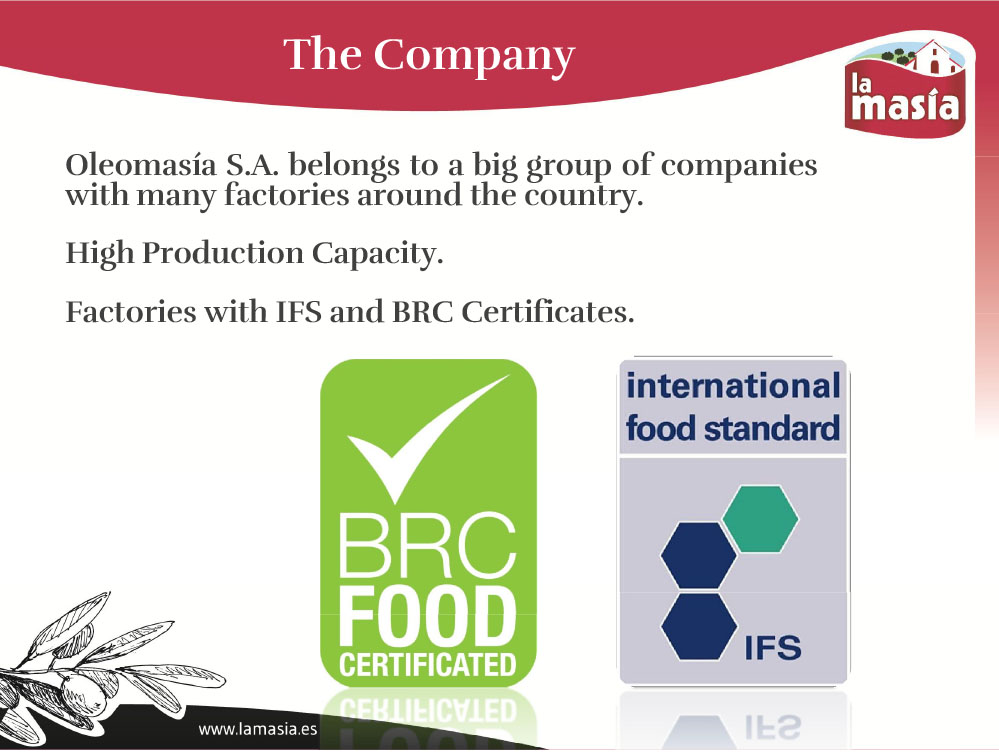 The Company
la
masía
Oleomasía S.A. belongs to a big group of companies
with many factories around the country.
High Production Capacity.
Factories with IFS and BRC Certificates.
BRC
FOOD
CERTIFICATED
international
food standard
IFS
www.lamasia.es